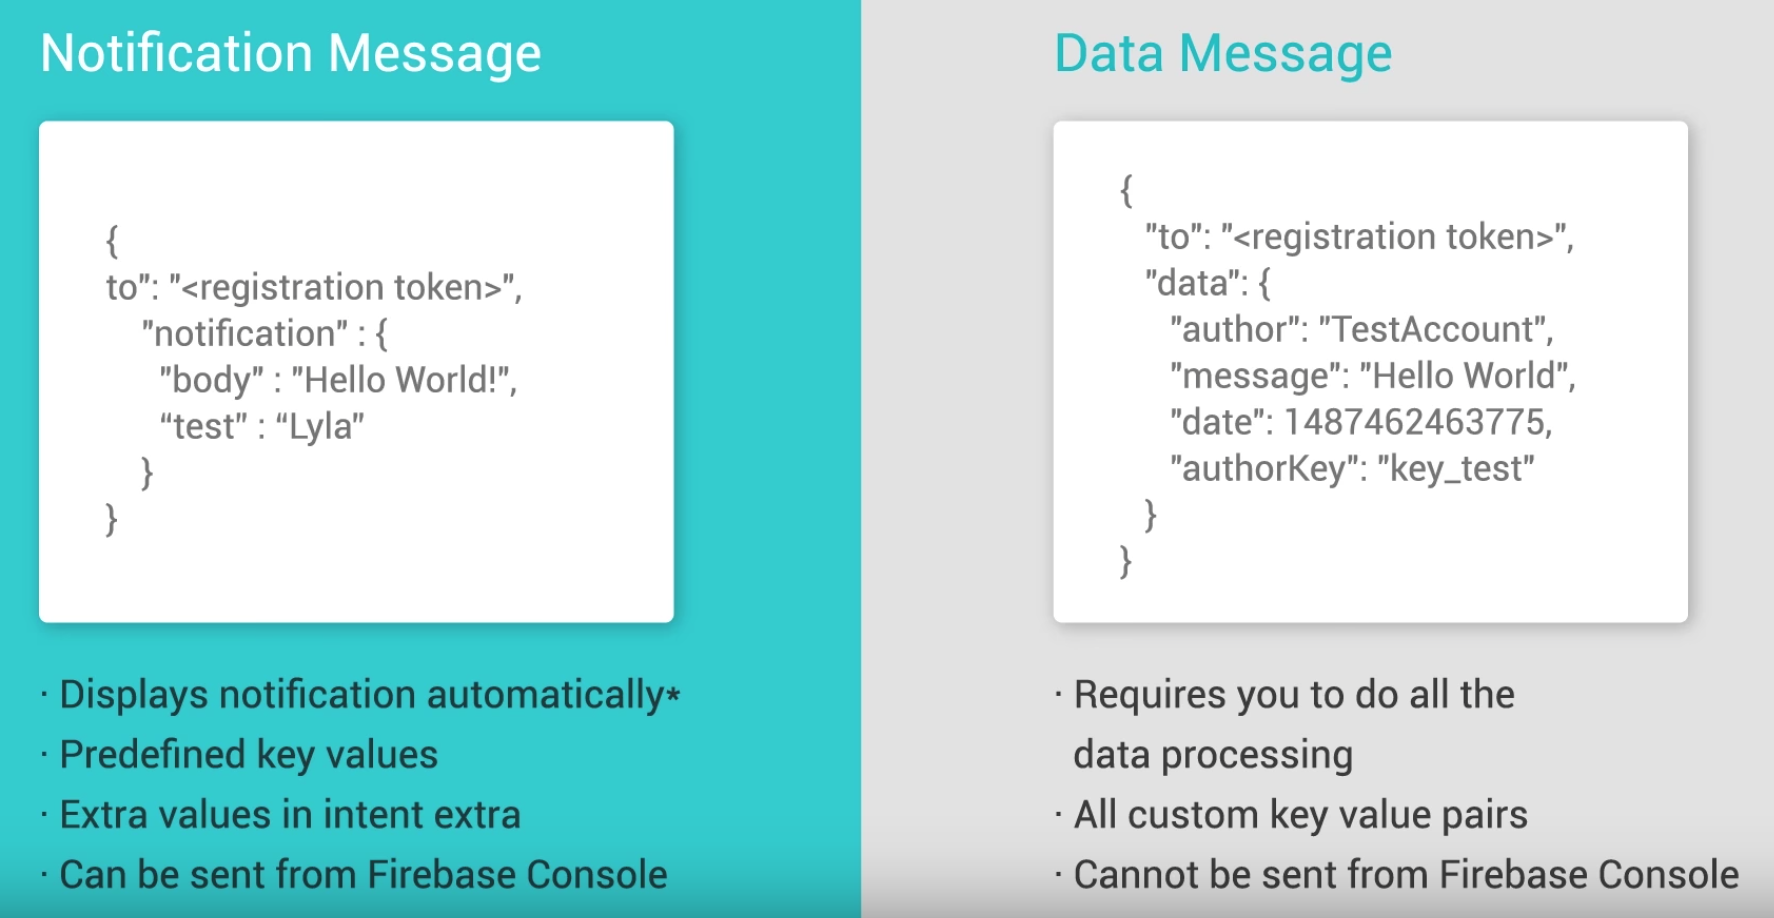 Notification Message
{
to": "<registration token>",
"notification" : {
"body" : "Hello World!",
“test” : “Lyla”
}
}
· Displays notification automatically*
· Predefined key values
· Extra values in intent extra
· Can be sent from Firebase Console
Data Message
{
"to": "<registration token>",
"data": {
"author": "TestAccount",
"message": "Hello World",
"date": 1487462463775,
"authorKey": "key_test"
}
}
· Requires you to do all the
data processing
· All custom key value pairs
· Cannot be sent from Firebase Console